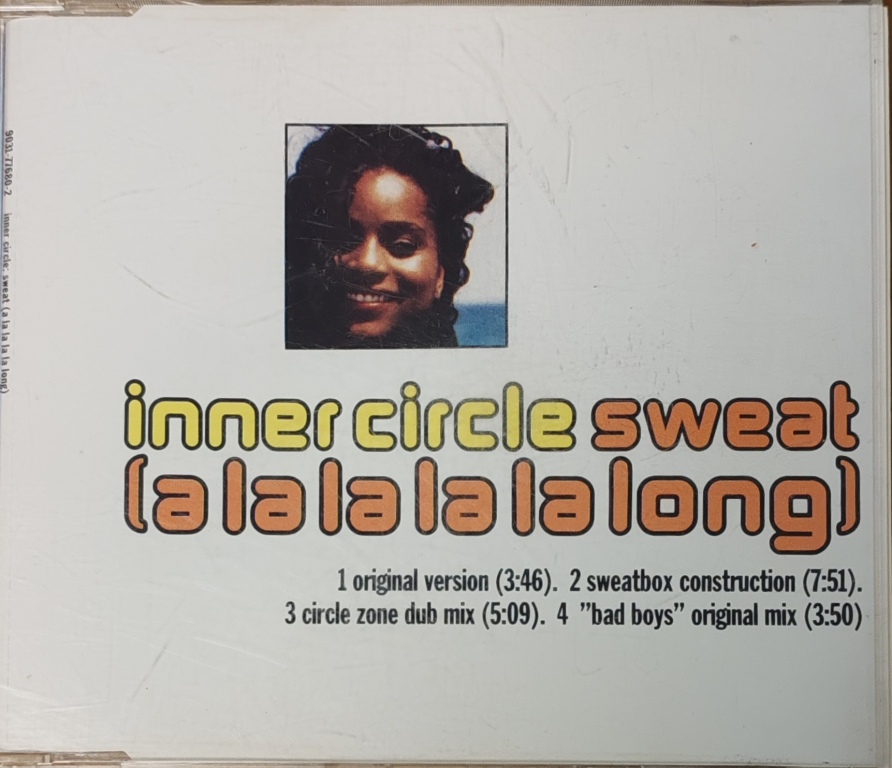 9031-77680-2 inner circle: sweat (a la la la la long)
inner circle sweat
(a la la la la long)
1 original version (3:46). 2 sweatbox construction (7:51).
3 circle zone dub mix (5:09). 4 ”bad boys” original mix (3:50)